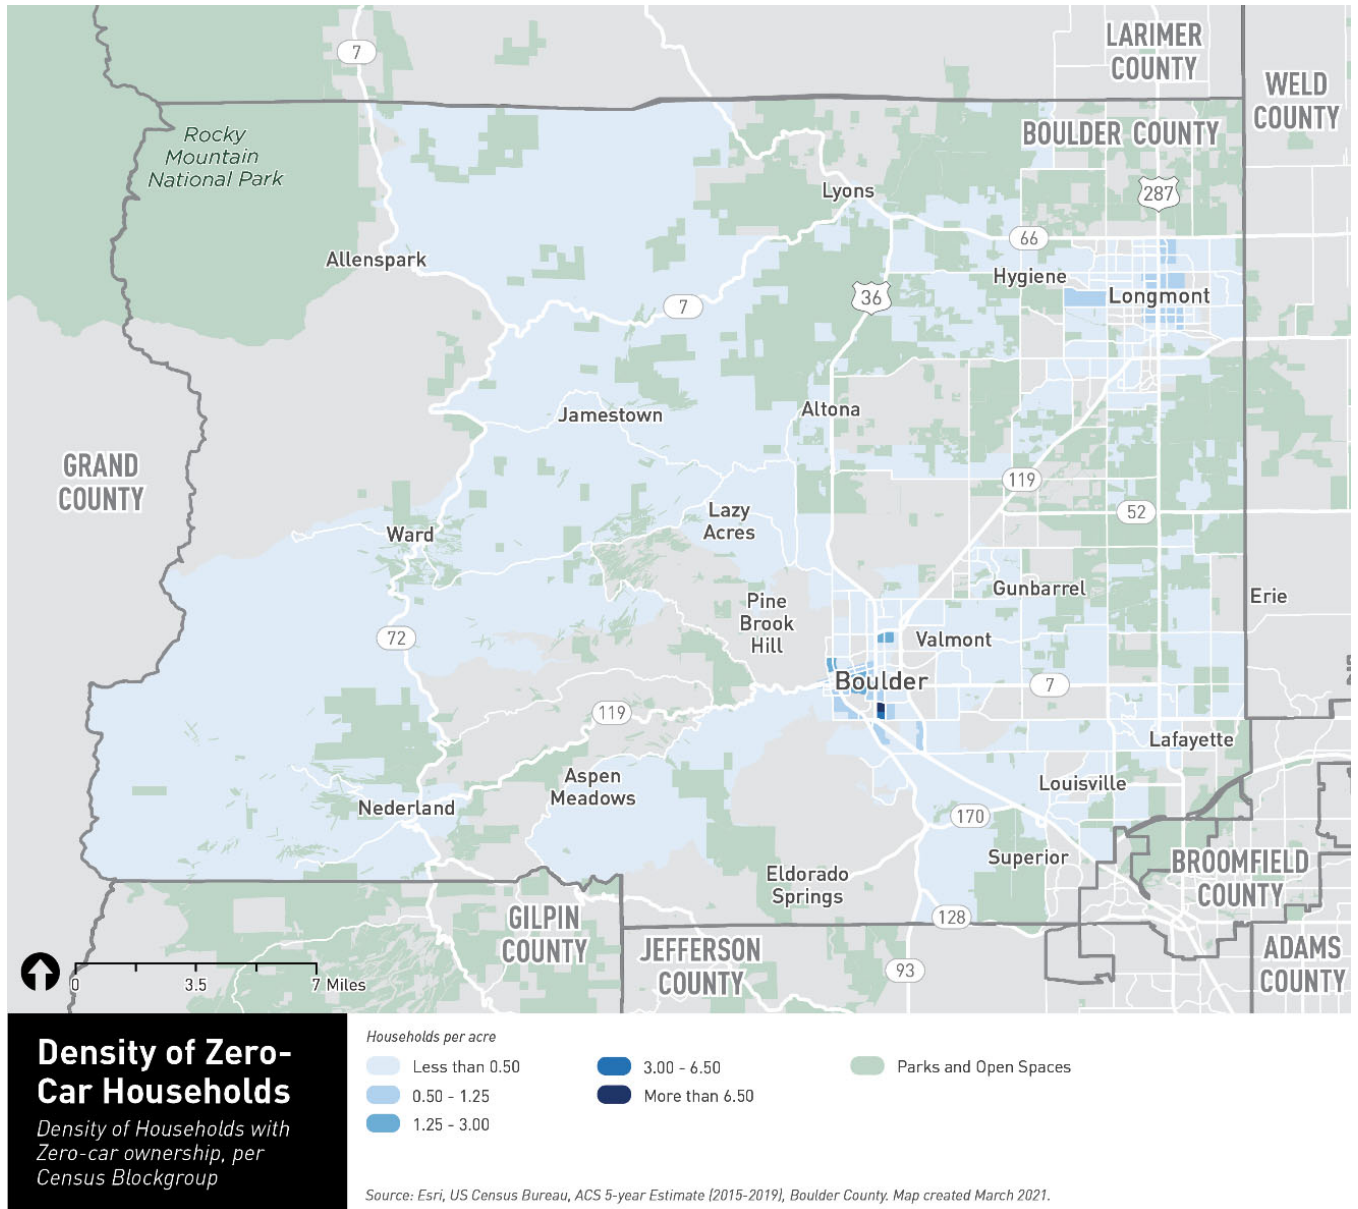 7
LARIMER
COUNTY
WELD
COUNTY
BOULDER COUNTY
Rocky
Mountain
National Park
Lyons
287
66
Allenspark
Hygiene
36
7
Longmont
Jamestown
Altona
GRAND
COUNTY
119
52
Lazy
Acres
Ward
Gunbarrel
Erie
Pine
Brook
Hill
72
Valmont
Boulder
7
119
Lafayette
Aspen
Meadows
Louisville
Nederland
170
Superior
Eldorado
Springs
BROOMFIELD
COUNTY
128
GILPIN
COUNTY
JEFFERSON
COUNTY
93
ADAMS
COUNTY
0 3.5 7 Miles
Density of Zero-
Car Households
Density of Households with
Zero-car ownership, per
Census Blockgroup
Households per acre
Less than 0.50
0.50 - 1.25
1.25 - 3.00
3.00 - 6.50
More than 6.50
Parks and Open Spaces
Source: Esri, US Census Bureau, ACS 5-year Estimate (2015-2019), Boulder County. Map created March 2021.